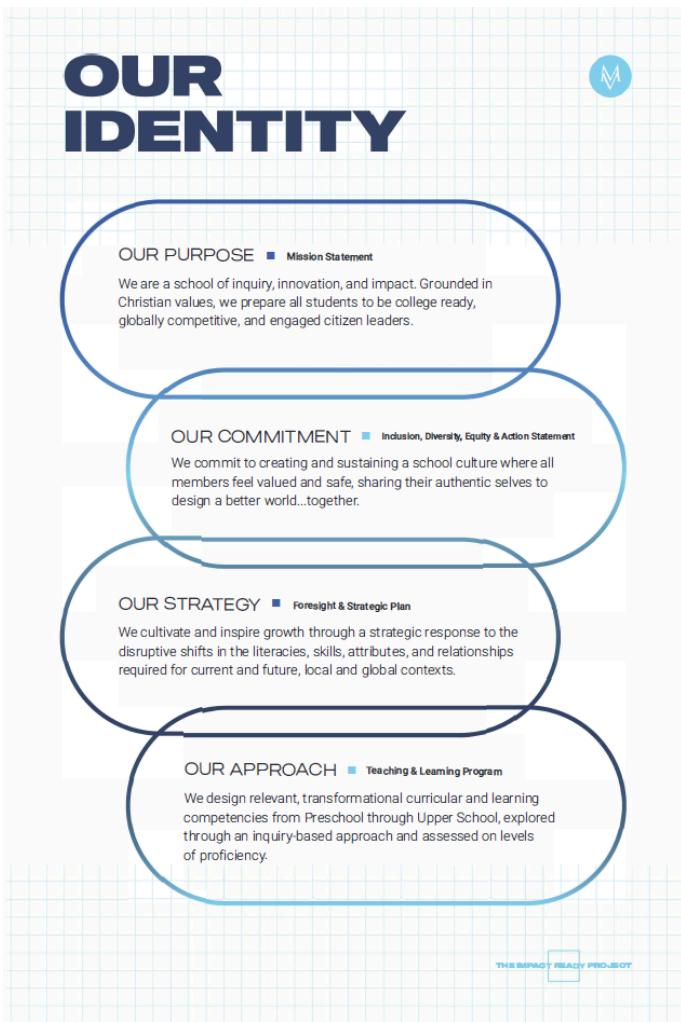 OUR
IDENTITY
OUR PURPOSE ■ Mission Statement
We are a school of inquiry, innovation, and impact. Grounded in
Christian values, we prepare all students to be college ready,
globally competitive, and engaged citizen leaders.
OUR COMMITMENT ■ Inclusion, Diversity, Equity & Action Statement
We commit to creating and sustaining a school culture where all
members feel valued and safe, sharing their authentic selves to
design a better world...together.
OUR STRATEGY ■ Foresight & Strategic Plan
We cultivate and inspire growth through a strategic response to the
disruptive shifts in the literacies, skills, attributes, and relationships
required for current and future, local and global contexts.
OUR APPROACH ■ Teaching & Learning Program
We design relevant, transformational curricular and learning
competencies from Preschool through Upper School, explored
through an inquiry-based approach and assessed on levels
of proficiency.
THE IMPACT READY PROJECT